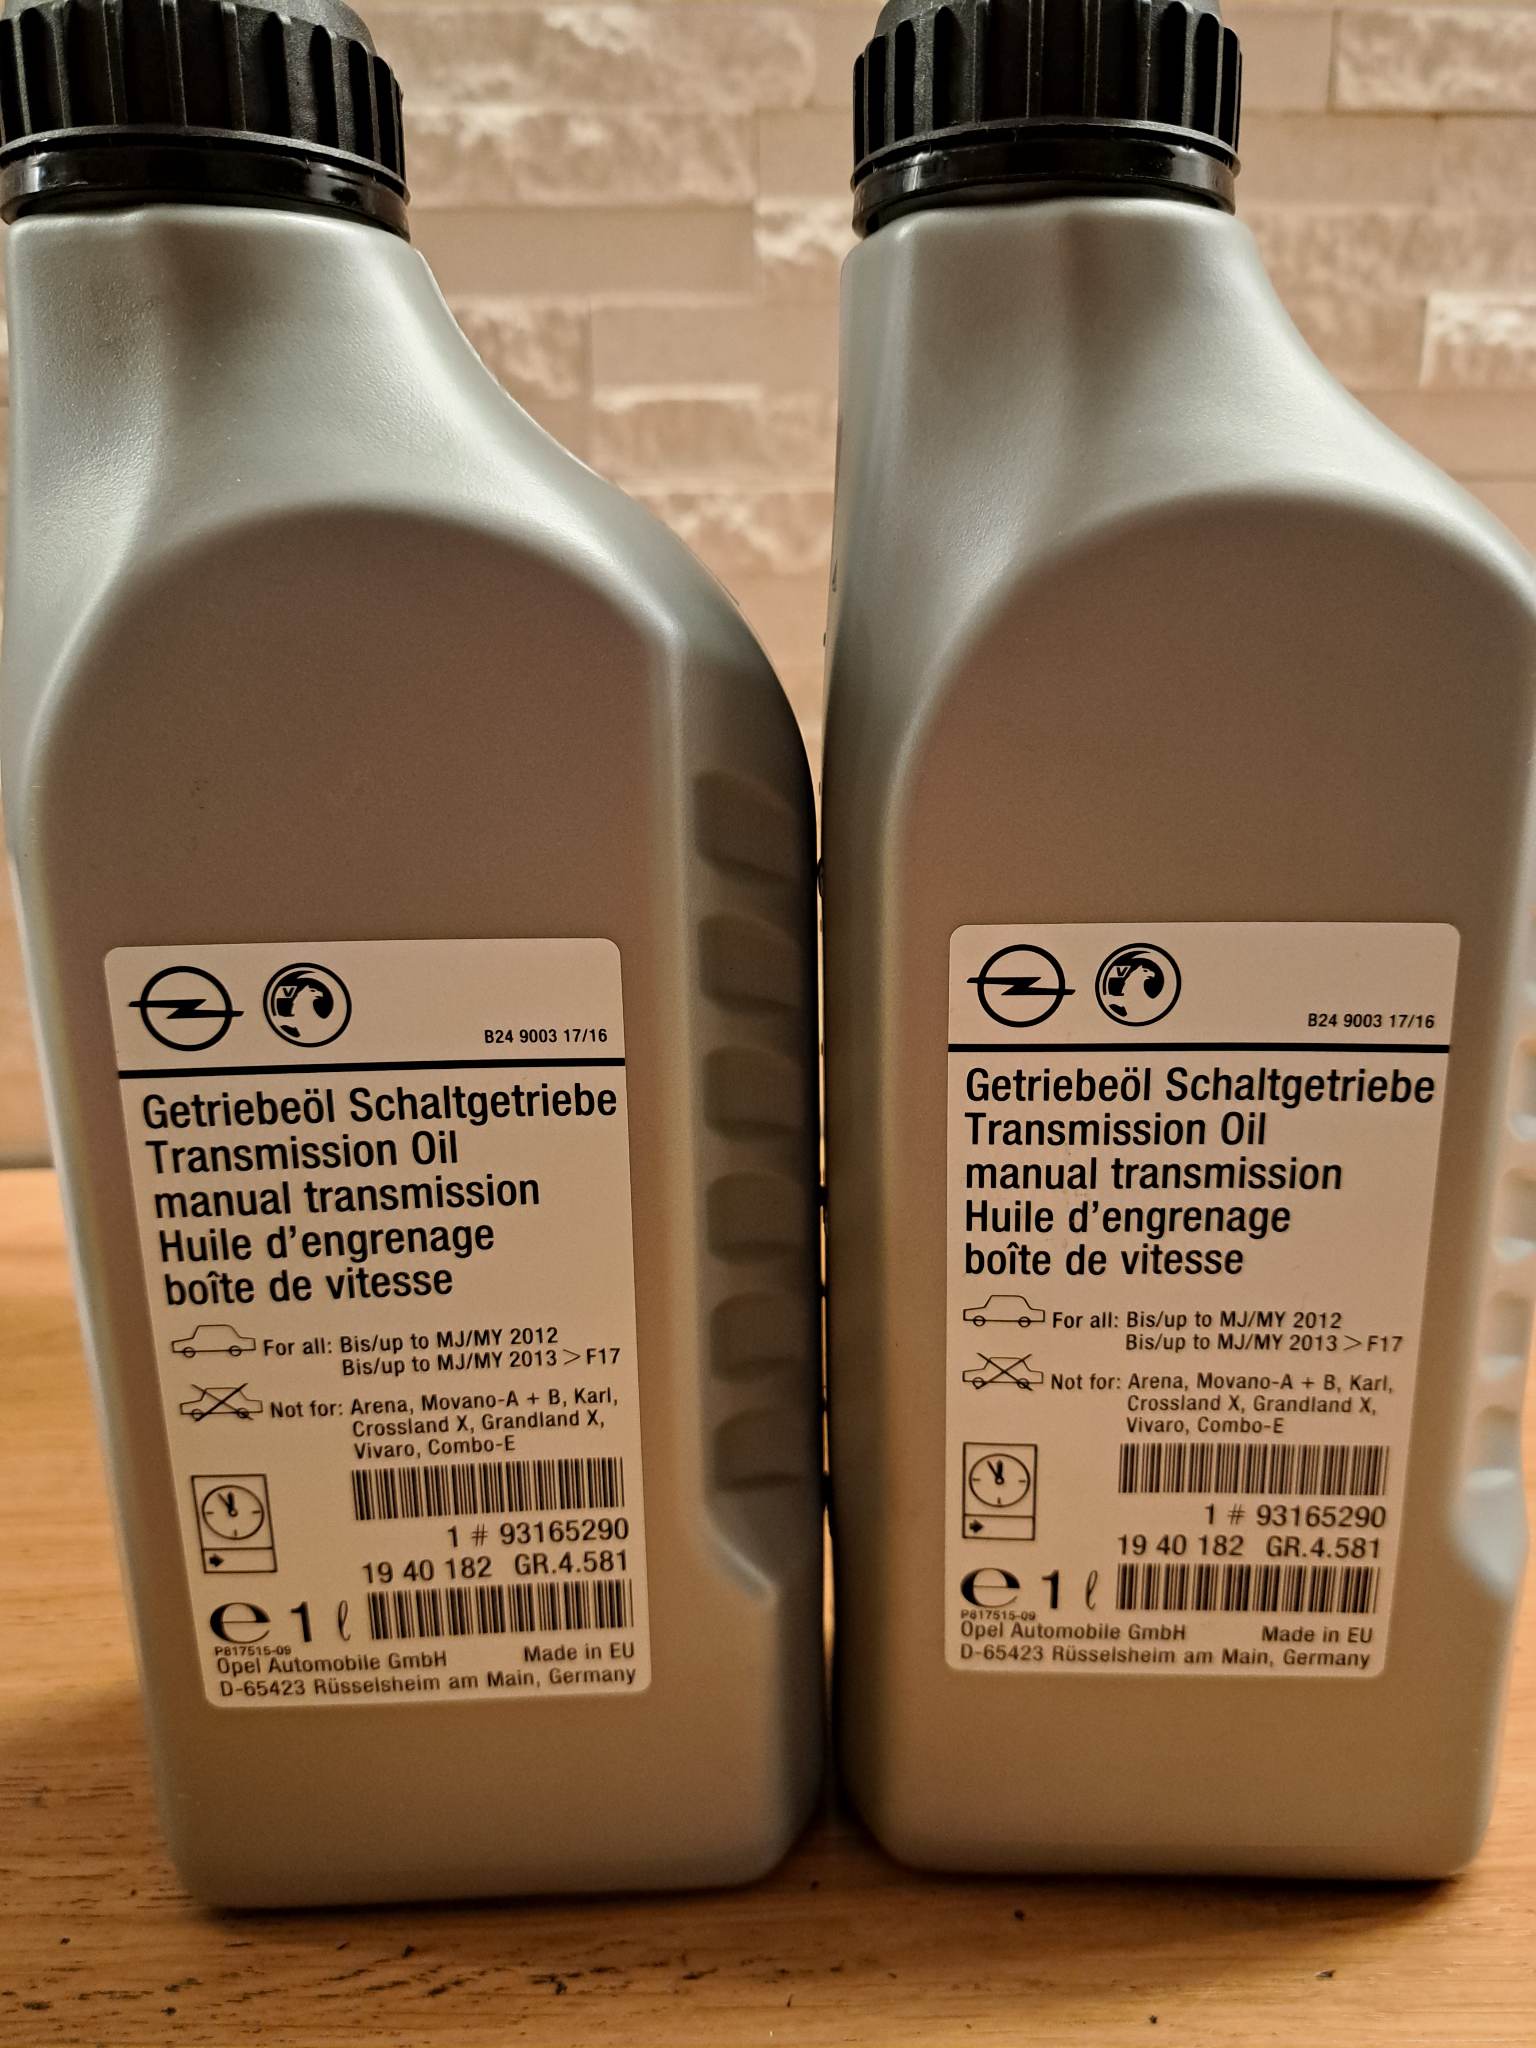 B24 9003 17/16
Getriebeöl Schaltgetriebe
Transmission Oil
manual transmission
Huile d'engrenage
boîte de vitesse
For all: Bis/up to MJ/MY 2012
Bis/up to MJ/MY 2013 > F17
Not for: Arena, Movano-A + B, Karl,
Crossland X, Grandland X,
Vivaro, Combo-E
1 # 93165290
19 40 182 GR.4.581
e 1 ℓ
P817515-09
Opel Automobile GmbH Made in EU
D-65423 Rüsselsheim am Main, Germany
B24 9003 17/16
Getriebeöl Schaltgetriebe
Transmission Oil
manual transmission
Huile d'engrenage
boîte de vitesse
For all: Bis/up to MJ/MY 2012
Bis/up to MJ/MY 2013 > F17
Not for: Arena, Movano-A + B, Karl,
Crossland X, Grandland X,
Vivaro, Combo-E
1 # 93165290
19 40 182 GR.4.581
e 1 ℓ
P817515-09
Opel Automobile GmbH Made in EU
D-65423 Rüsselsheim am Main, Germany